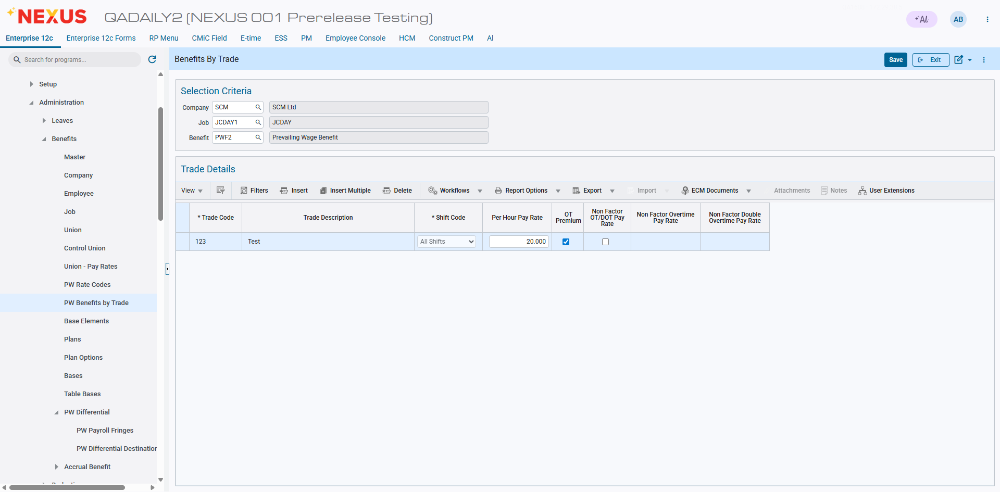 NEXUS
QADAILY2 (NEXUS 001 Prerelease Testing)
AI
AB
Enterprise 12c
Enterprise 12c Forms
RP Menu
CMiC Field
E-time
ESS
PM
Employee Console
HCM
Construct PM
AI
Search for programs...
Setup
Administration
Leaves
Benefits
Master
Company
Employee
Job
Union
Control Union
Union - Pay Rates
PW Rate Codes
PW Benefits by Trade
Base Elements
Plans
Plan Options
Bases
Table Bases
PW Differential
PW Payroll Fringes
PW Differential Destination
Accrual Benefit
Benefits By Trade
Save
Exit
Selection Criteria
Company SCM SCM Ltd
Job JCDAY1 JCDAY
Benefit PWF2 Prevailing Wage Benefit
Trade Details
View
Filters
Insert
Insert Multiple
Delete
Workflows
Report Options
Export
Import
ECM Documents
Attachments
Notes
User Extensions
* Trade Code
Trade Description
* Shift Code
Per Hour Pay Rate
OT
Premium
Non Factor
OT/DOT Pay
Rate
Non Factor Overtime
Pay Rate
Non Factor Double
Overtime Pay Rate
123
Test
All Shifts
20.000